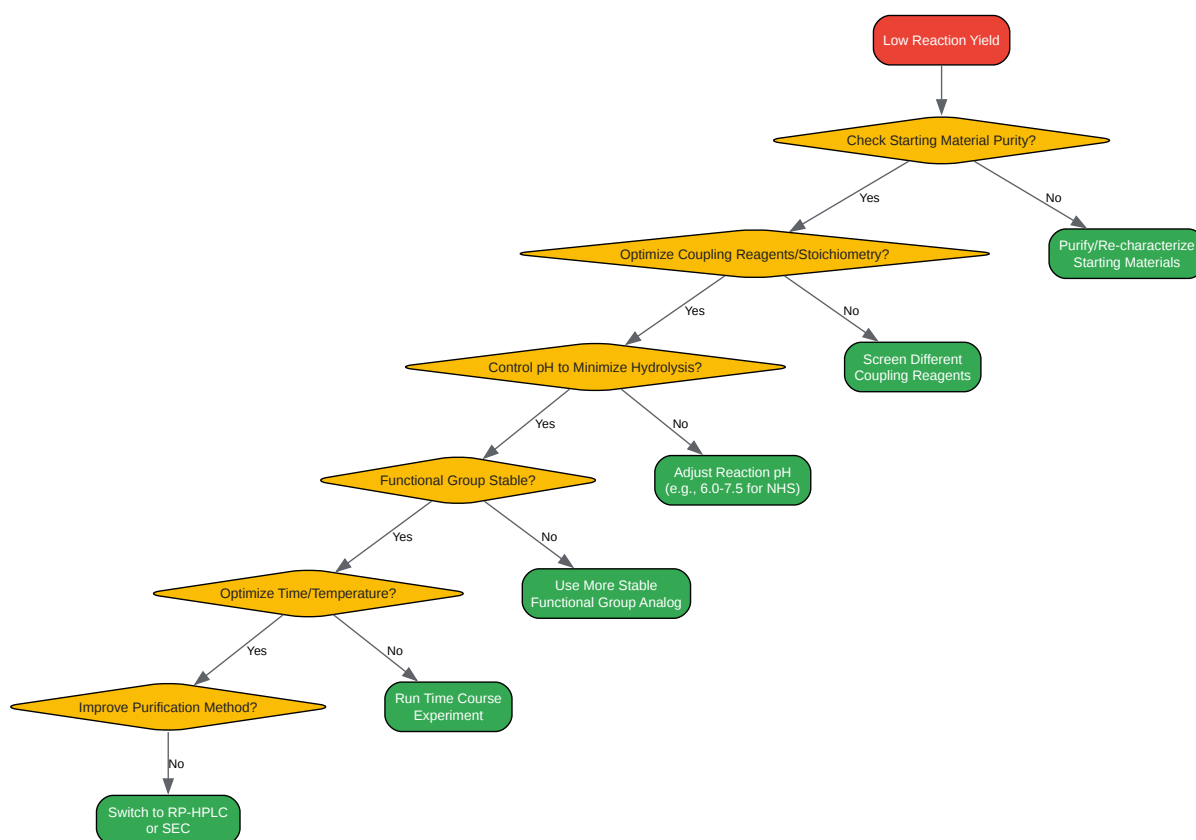 Low Reaction Yield
Check Starting Material Purity?
Yes
No
Purify/Re-characterize
Starting Materials
Optimize Coupling Reagents/Stoichiometry?
Yes
No
Screen Different
Coupling Reagents
Control pH to Minimize Hydrolysis?
Yes
No
Adjust Reaction pH
(e.g., 6.0-7.5 for NHS)
Functional Group Stable?
Yes
No
Use More Stable
Functional Group Analog
Optimize Time/Temperature?
Yes
No
Run Time Course
Experiment
Improve Purification Method?
No
Switch to RP-HPLC
or SEC